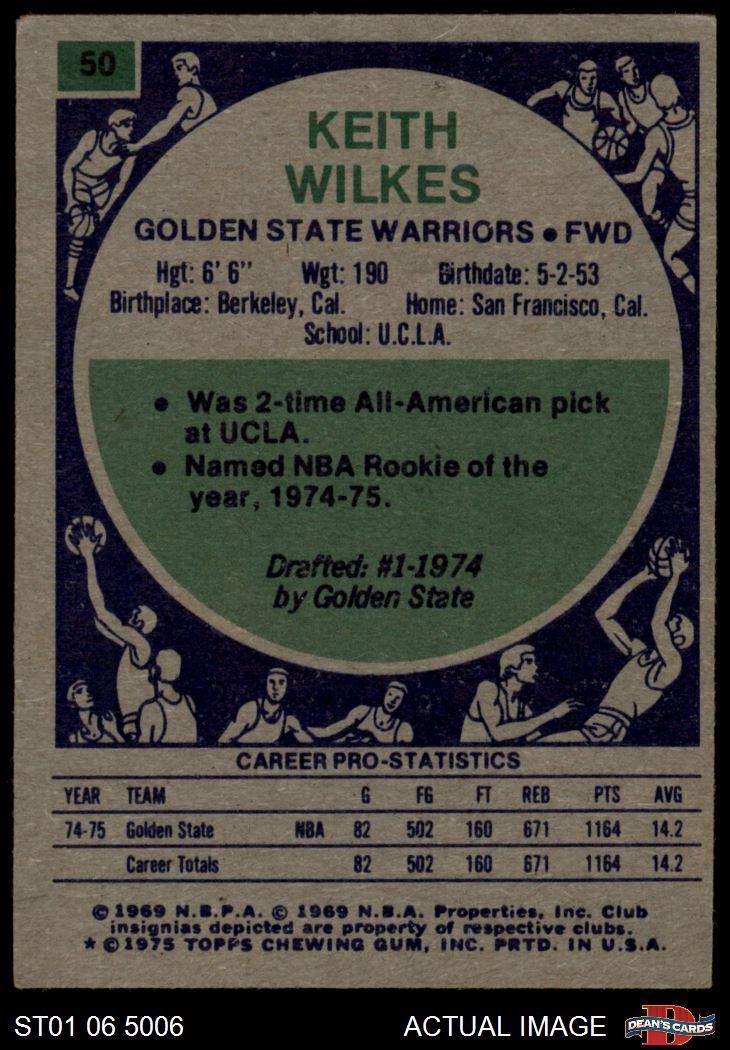 50
KEITH
WILKES
GOLDEN STATE WARRIORS • FWD
Hgt: 6' 6" Wgt: 190 Birthdate: 5-2-53
Birthplace: Berkeley, Cal. Home: San Francisco, Cal.
School: U.C.L.A.
• Was 2-time All-American pick
at UCLA.
• Named NBA Rookie of the
year, 1974-75.
Drafted: #1-1974
by Golden State
CAREER PRO-STATISTICS
YEAR TEAM G FG FT REB PTS AVG
74-75 Golden State NBA 82 502 160 671 1164 14.2
Career Totals 82 502 160 671 1164 14.2
© 1969 N.B.P.A. © 1969 N.B.A. Properties, Inc. Club
insignias depicted are property of respective clubs.
* © 1975 TOPPS CHEWING GUM, INC. PRTD. IN U.S.A.
ST01 06 5006 ACTUAL IMAGE D DEAN'S CARDS